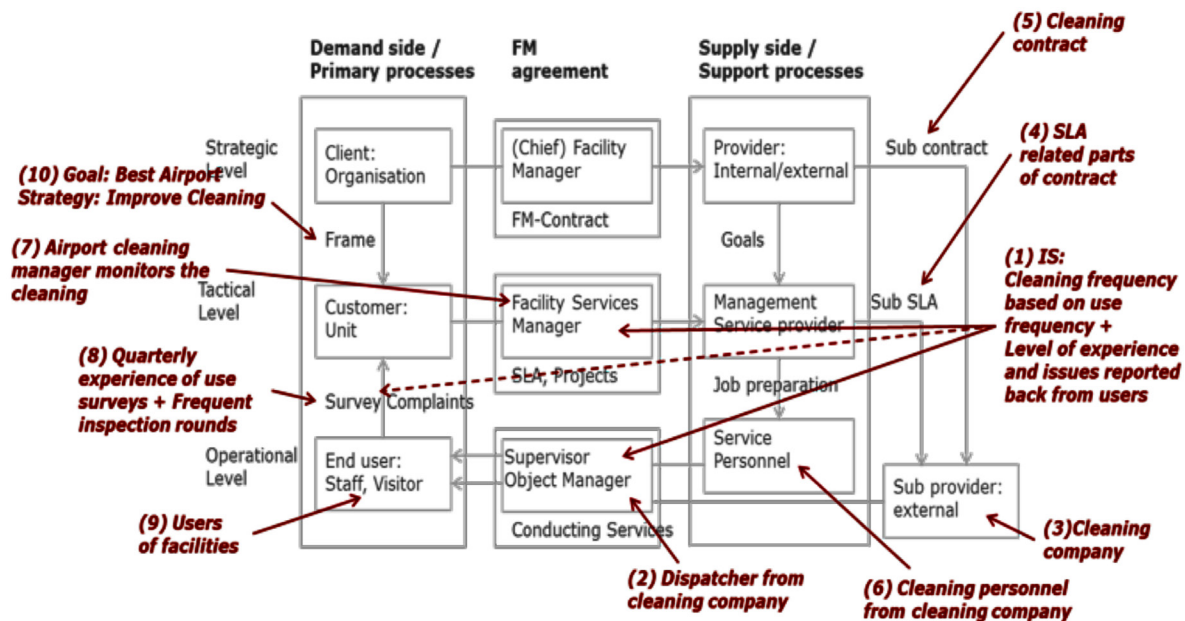 (5) Cleaning
contract
Demand side /
Primary processes
FM
agreement
Supply side /
Support processes
(4) SLA
related parts
of contract
Strategic
Level
Client:
Organisation
(Chief) Facility
Manager
FM-Contract
Provider:
Internal/external
Sub contract
(10) Goal: Best Airport
Strategy: Improve Cleaning
Frame
Goals
(7) Airport cleaning
manager monitors the
cleaning
(1) IS:
Cleaning frequency
based on use
frequency +
Level of experience
and issues reported
back from users
Tactical
Level
Customer:
Unit
Facility Services
Manager
SLA, Projects
Management
Service provider
Sub SLA
(8) Quarterly
experience of use
surveys + Frequent
inspection rounds
Survey Complaints
Job preparation
Operational
Level
End user:
Staff, Visitor
Supervisor
Object Manager
Conducting Services
Service
Personnel
Sub provider:
external
(9) Users
of facilities
(2) Dispatcher from
cleaning company
(6) Cleaning personnel
from cleaning company
(3)Cleaning
company